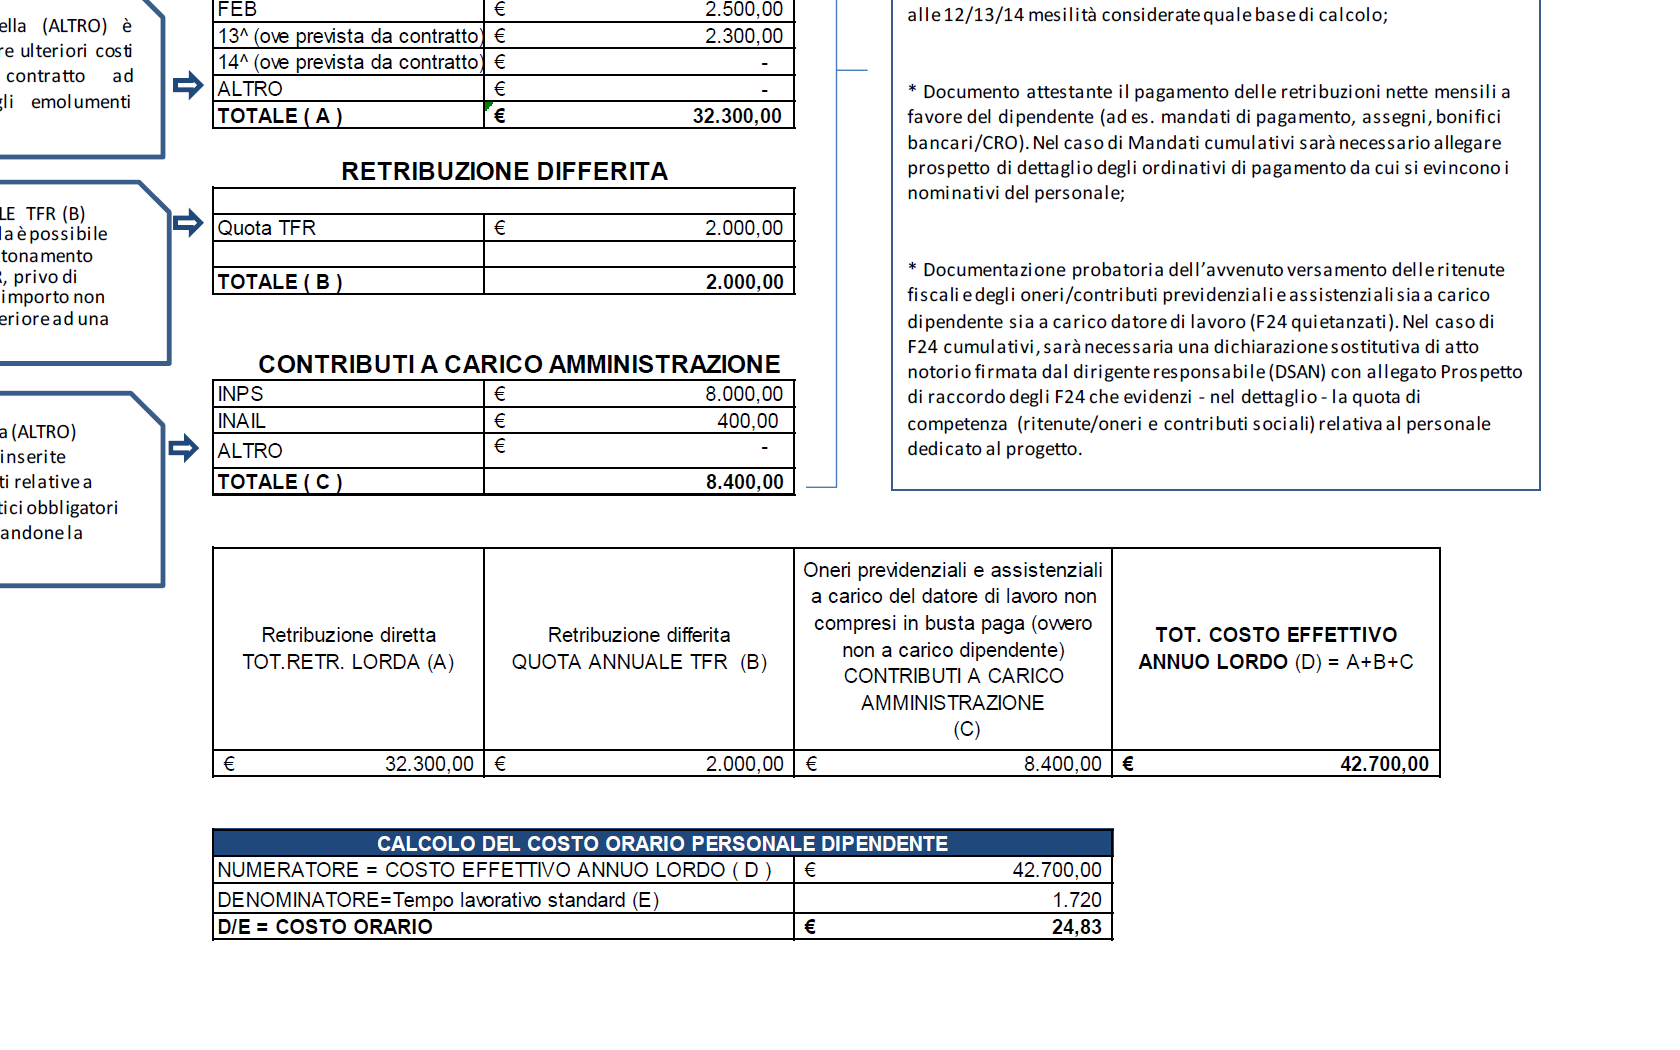 ella (ALTRO) è
re ulteriori costi
contratto ad
gli emolumenti
FEB € 2.500,00
13^ (ove prevista da contratto) € 2.300,00
14^ (ove prevista da contratto) € -
ALTRO € -
TOTALE ( A ) € 32.300,00
alle 12/13/14 mesilità considerate quale base di calcolo;
* Documento attestante il pagamento delle retribuzioni nette mensili a
favore del dipendente (ad es. mandati di pagamento, assegni, bonifici
bancari/CRO). Nel caso di Mandati cumulativi sarà necessario allegare
prospetto di dettaglio degli ordinativi di pagamento da cui si evincono i
nominativi del personale;
* Documentazione probatoria dell'avvenuto versamento delle ritenute
fiscali e degli oneri/contributi previdenziali e assistenziali sia a carico
dipendente sia a carico datore di lavoro (F24 quietanzati). Nel caso di
F24 cumulativi, sarà necessaria una dichiarazione sostitutiva di atto
notorio firmata dal dirigente responsabile (DSAN) con allegato Prospetto
di raccordo degli F24 che evidenzi - nel dettaglio - la quota di
competenza (ritenute/oneri e contributi sociali) relativa al personale
dedicato al progetto.
RETRIBUZIONE DIFFERITA
LE TFR (B)
la è possibile
tonamento
R, privo di
importo non
eriore ad una
Quota TFR € 2.000,00
TOTALE ( B ) 2.000,00
CONTRIBUTI A CARICO AMMINISTRAZIONE
a (ALTRO)
inserite
ti relative a
tici obbligatori
andone la
INPS € 8.000,00
INAIL € 400,00
ALTRO € -
TOTALE ( C ) 8.400,00
Retribuzione diretta
TOT.RETR. LORDA (A)
Retribuzione differita
QUOTA ANNUALE TFR (B)
Oneri previdenziali e assistenziali
a carico del datore di lavoro non
compresi in busta paga (ovvero
non a carico dipendente)
CONTRIBUTI A CARICO
AMMINISTRAZIONE
(C)
TOT. COSTO EFFETTIVO
ANNUO LORDO (D) = A+B+C
€ 32.300,00 € 2.000,00 € 8.400,00 € 42.700,00
CALCOLO DEL COSTO ORARIO PERSONALE DIPENDENTE
NUMERATORE = COSTO EFFETTIVO ANNUO LORDO ( D ) € 42.700,00
DENOMINATORE=Tempo lavorativo standard (E) 1.720
D/E = COSTO ORARIO € 24,83